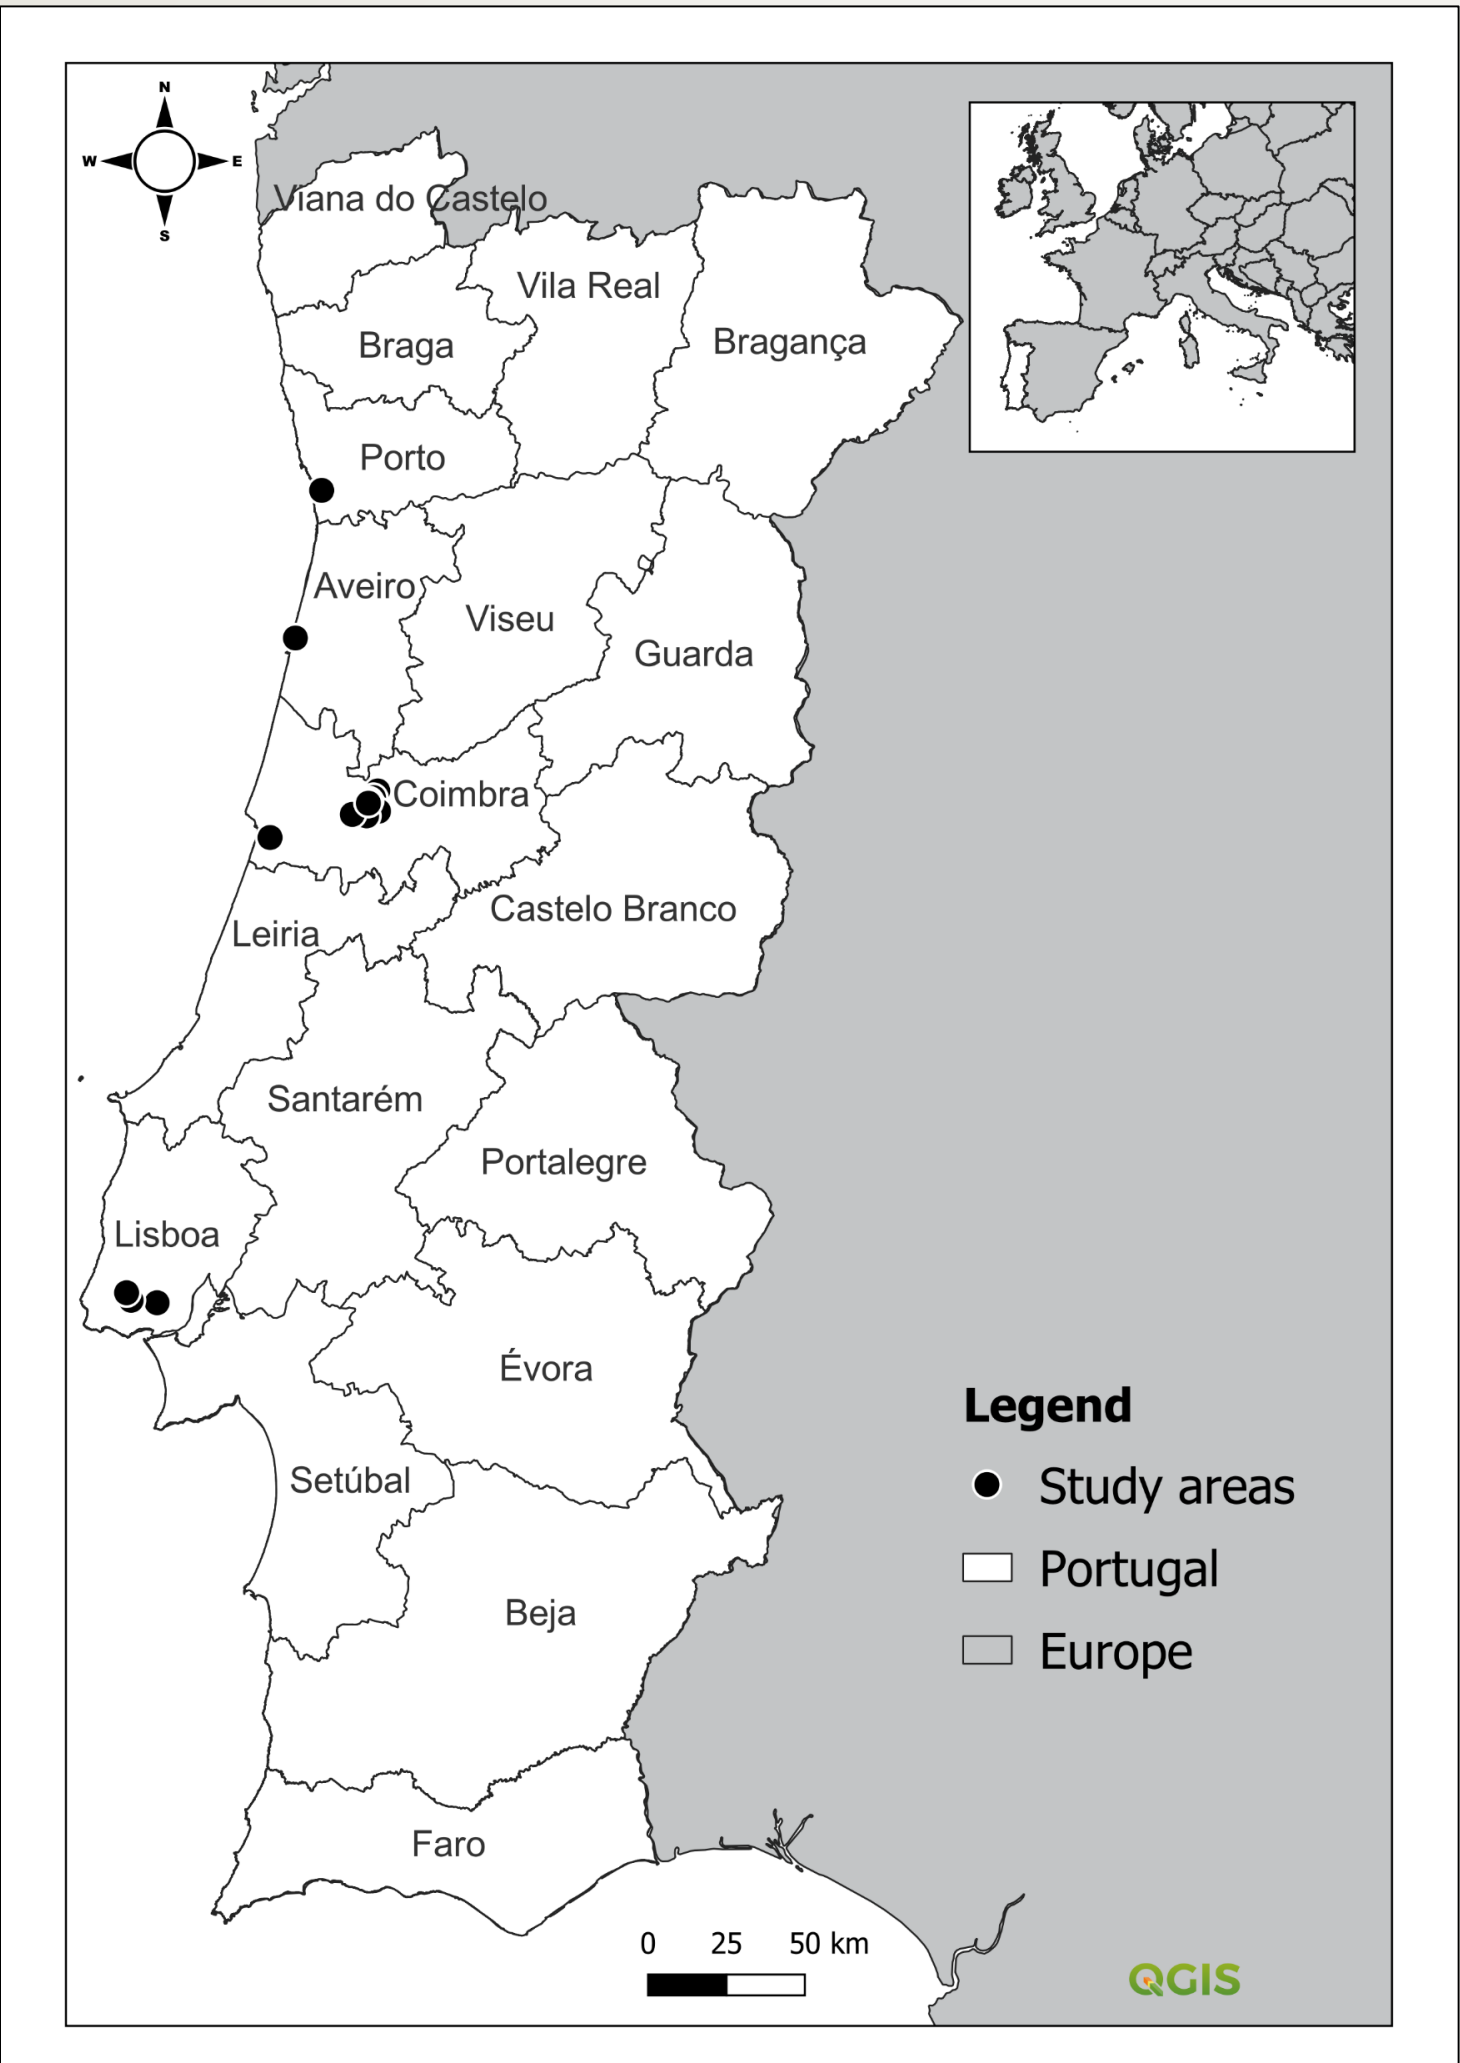 N
W
E
S
Viana do Castelo
Vila Real
Braga
Bragança
Porto
Aveiro
Viseu
Guarda
Coimbra
Castelo Branco
Leiria
Santarém
Portalegre
Lisboa
Évora
Setúbal
Beja
Faro
Legend
Study areas
Portugal
Europe
0 25 50 km
QGIS